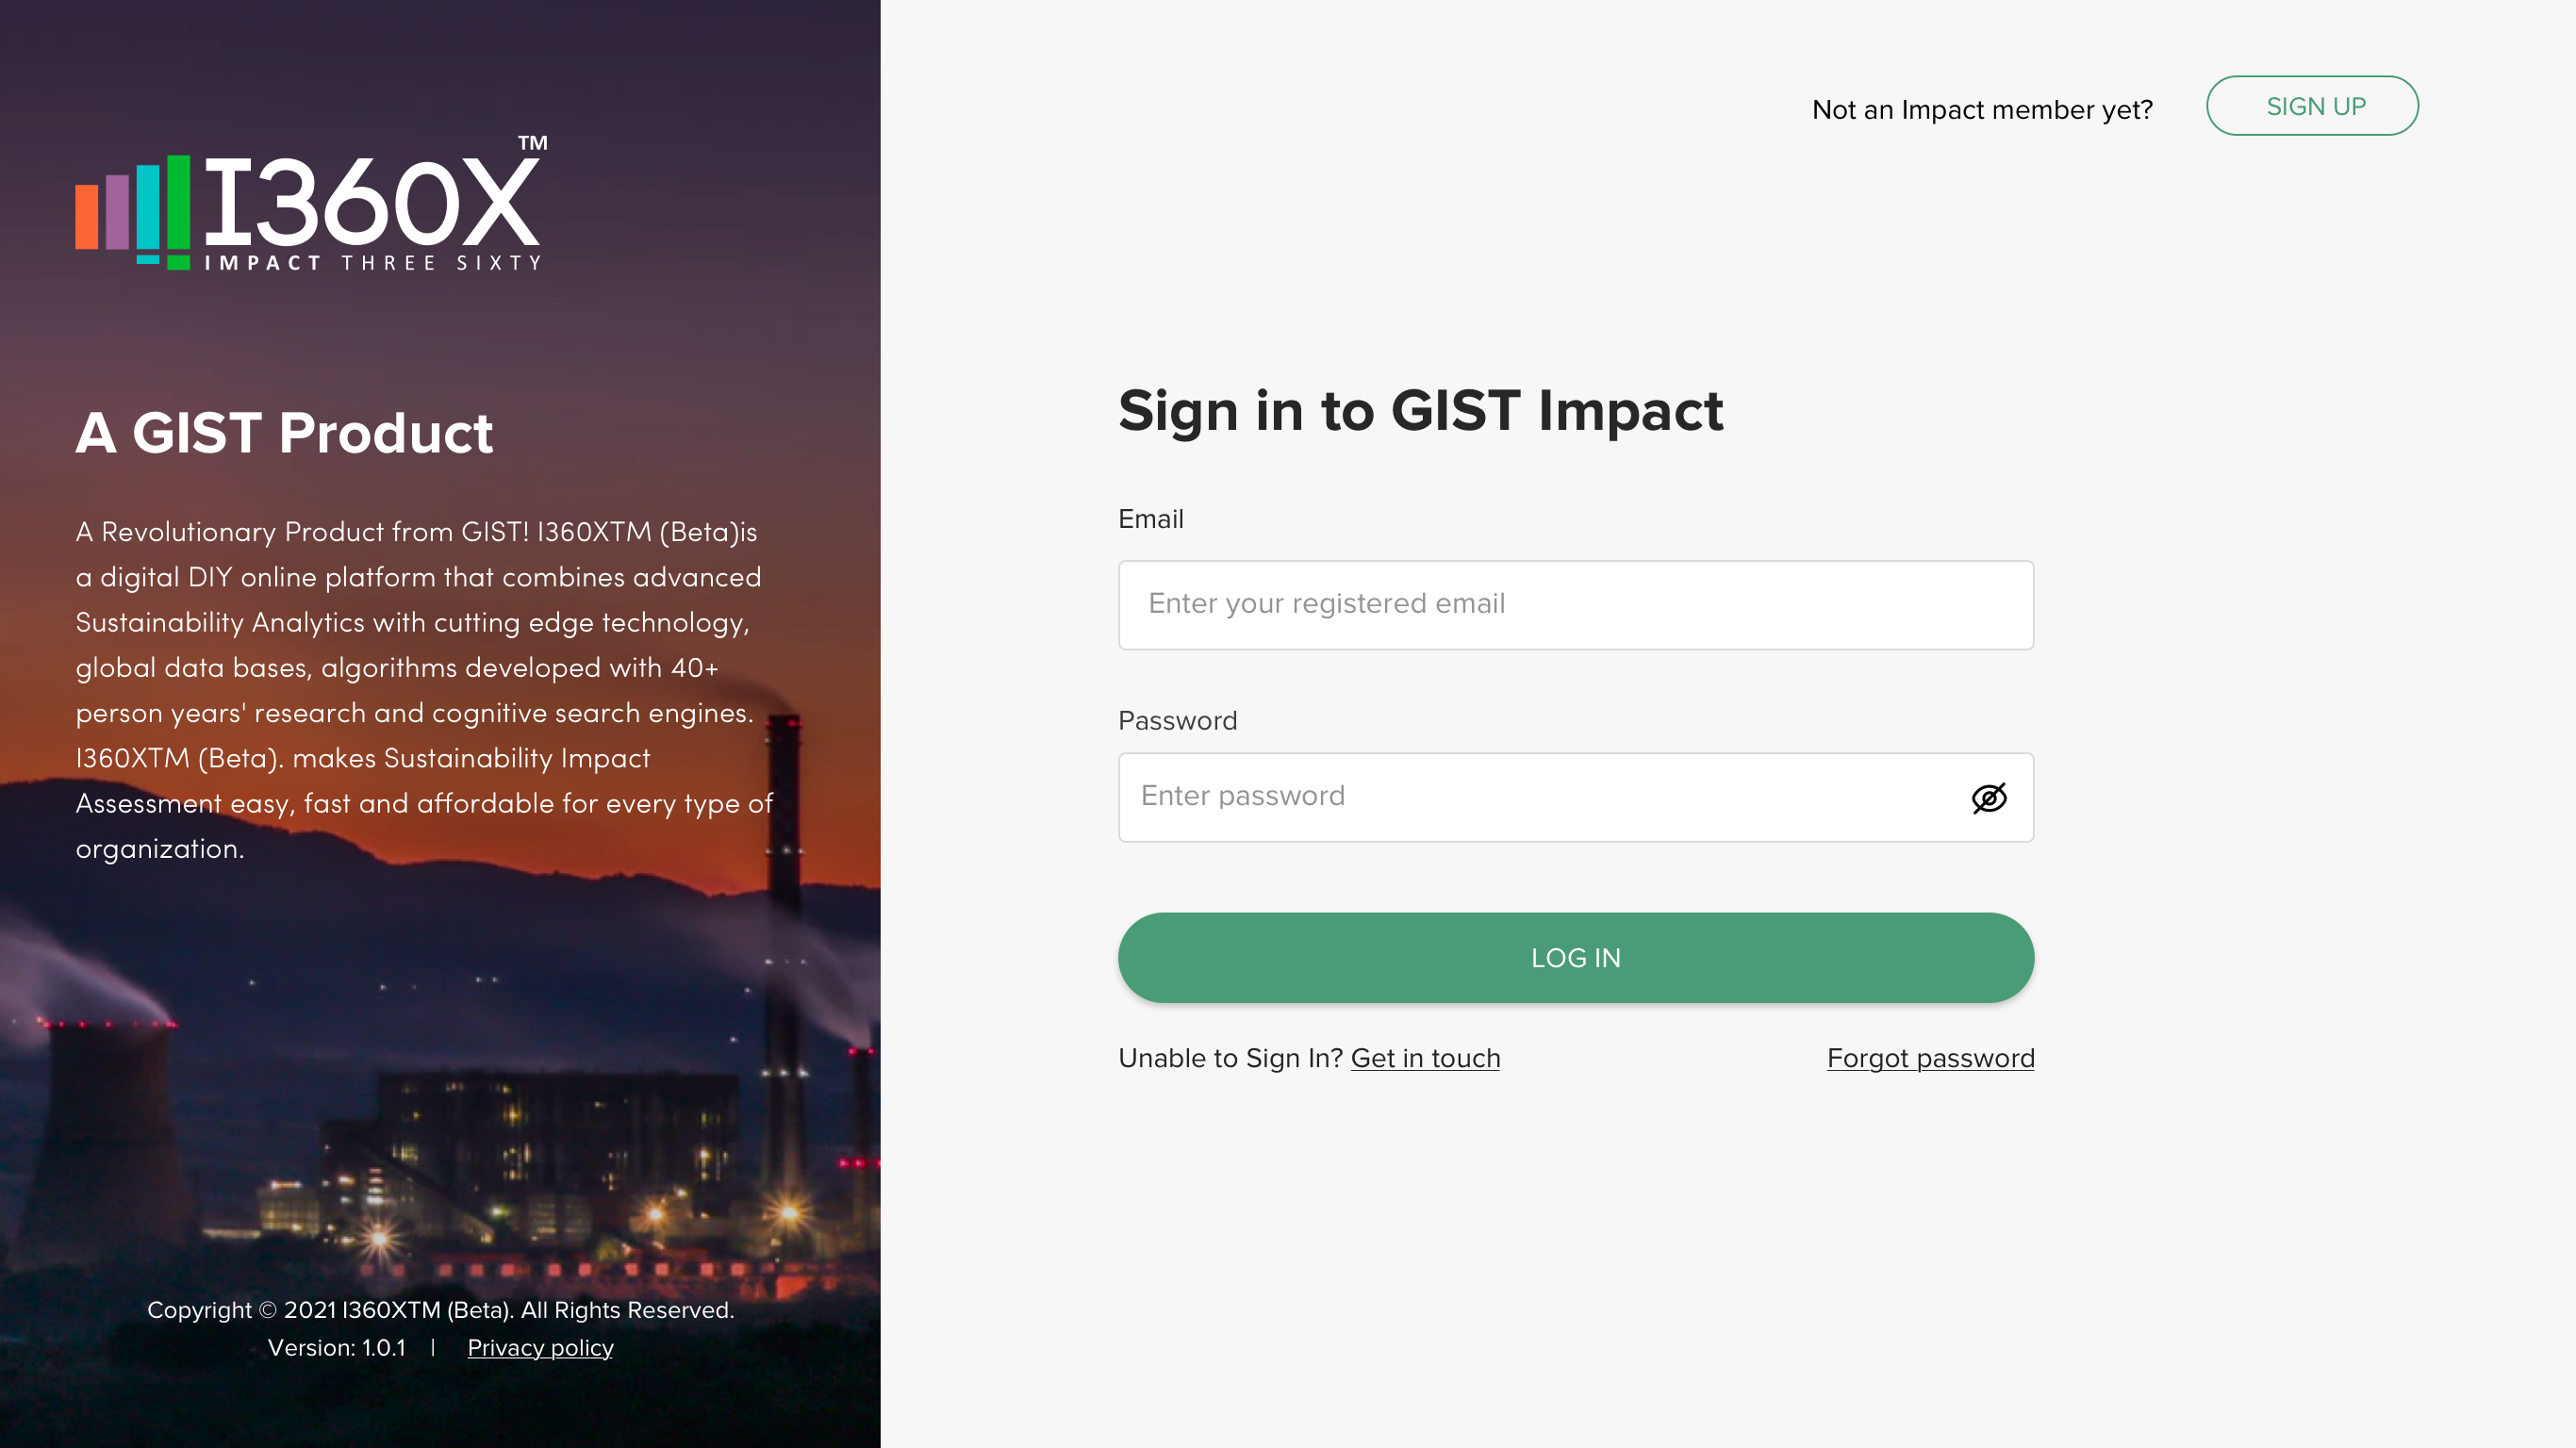 I360X™
IMPACT THREE SIXTY
A GIST Product
A Revolutionary Product from GIST! I360XTM (Beta)is
a digital DIY online platform that combines advanced
Sustainability Analytics with cutting edge technology,
global data bases, algorithms developed with 40+
person years' research and cognitive search engines.
I360XTM (Beta). makes Sustainability Impact
Assessment easy, fast and affordable for every type of
organization.
Copyright © 2021 I360XTM (Beta). All Rights Reserved.
Version: 1.0.1 | Privacy policy
Not an Impact member yet? SIGN UP
Sign in to GIST Impact
Email
Enter your registered email
Password
Enter password
LOG IN
Unable to Sign In? Get in touch Forgot password